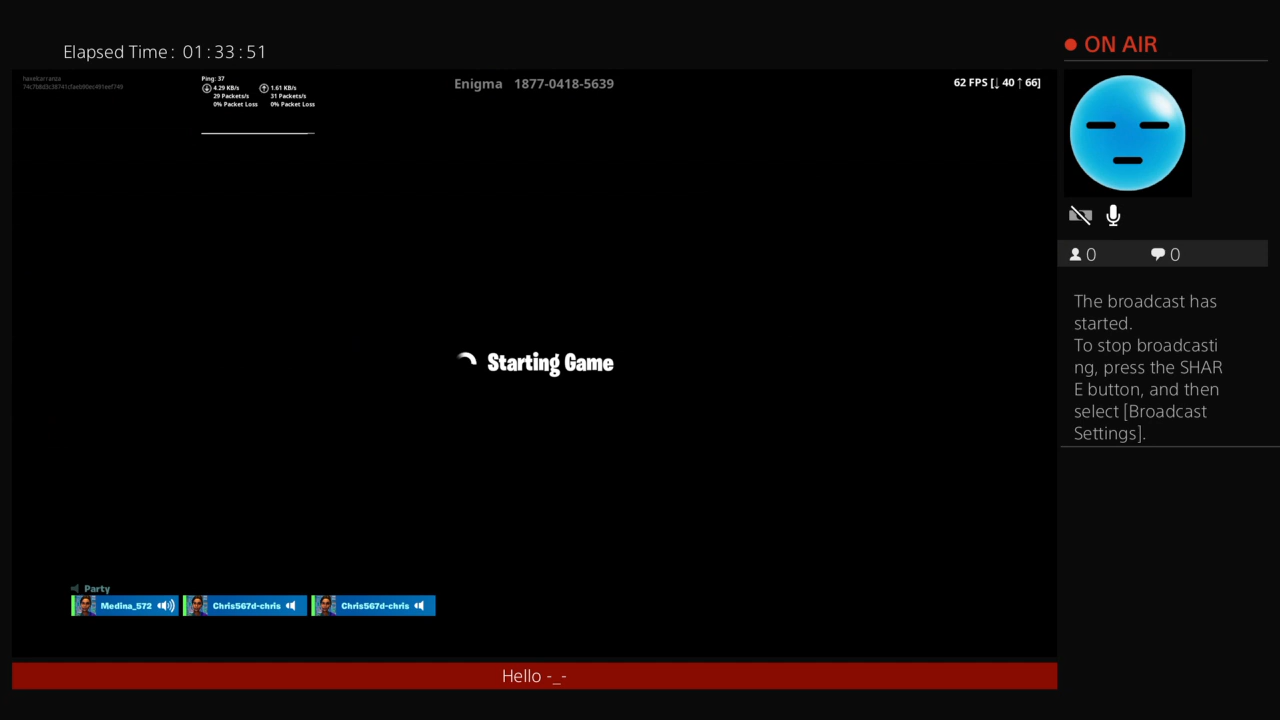 Elapsed Time: 01:33:51
ON AIR
hexelcarranza
Ping: 37
4.29 KB/s 1.61 KB/s
29 Packets/s 31 Packets/s
0% Packet Loss 0% Packet Loss
Enigma 1877-0418-5639
62 FPS [↓ 40 ↑ 66]
0 0
The broadcast has
started.
To stop broadcasti
ng, press the SHAR
E button, and then
select [Broadcast
Settings].
Starting Game
Party
Medina_572 Chris567d-chris Chris567d-chris
Hello -_-